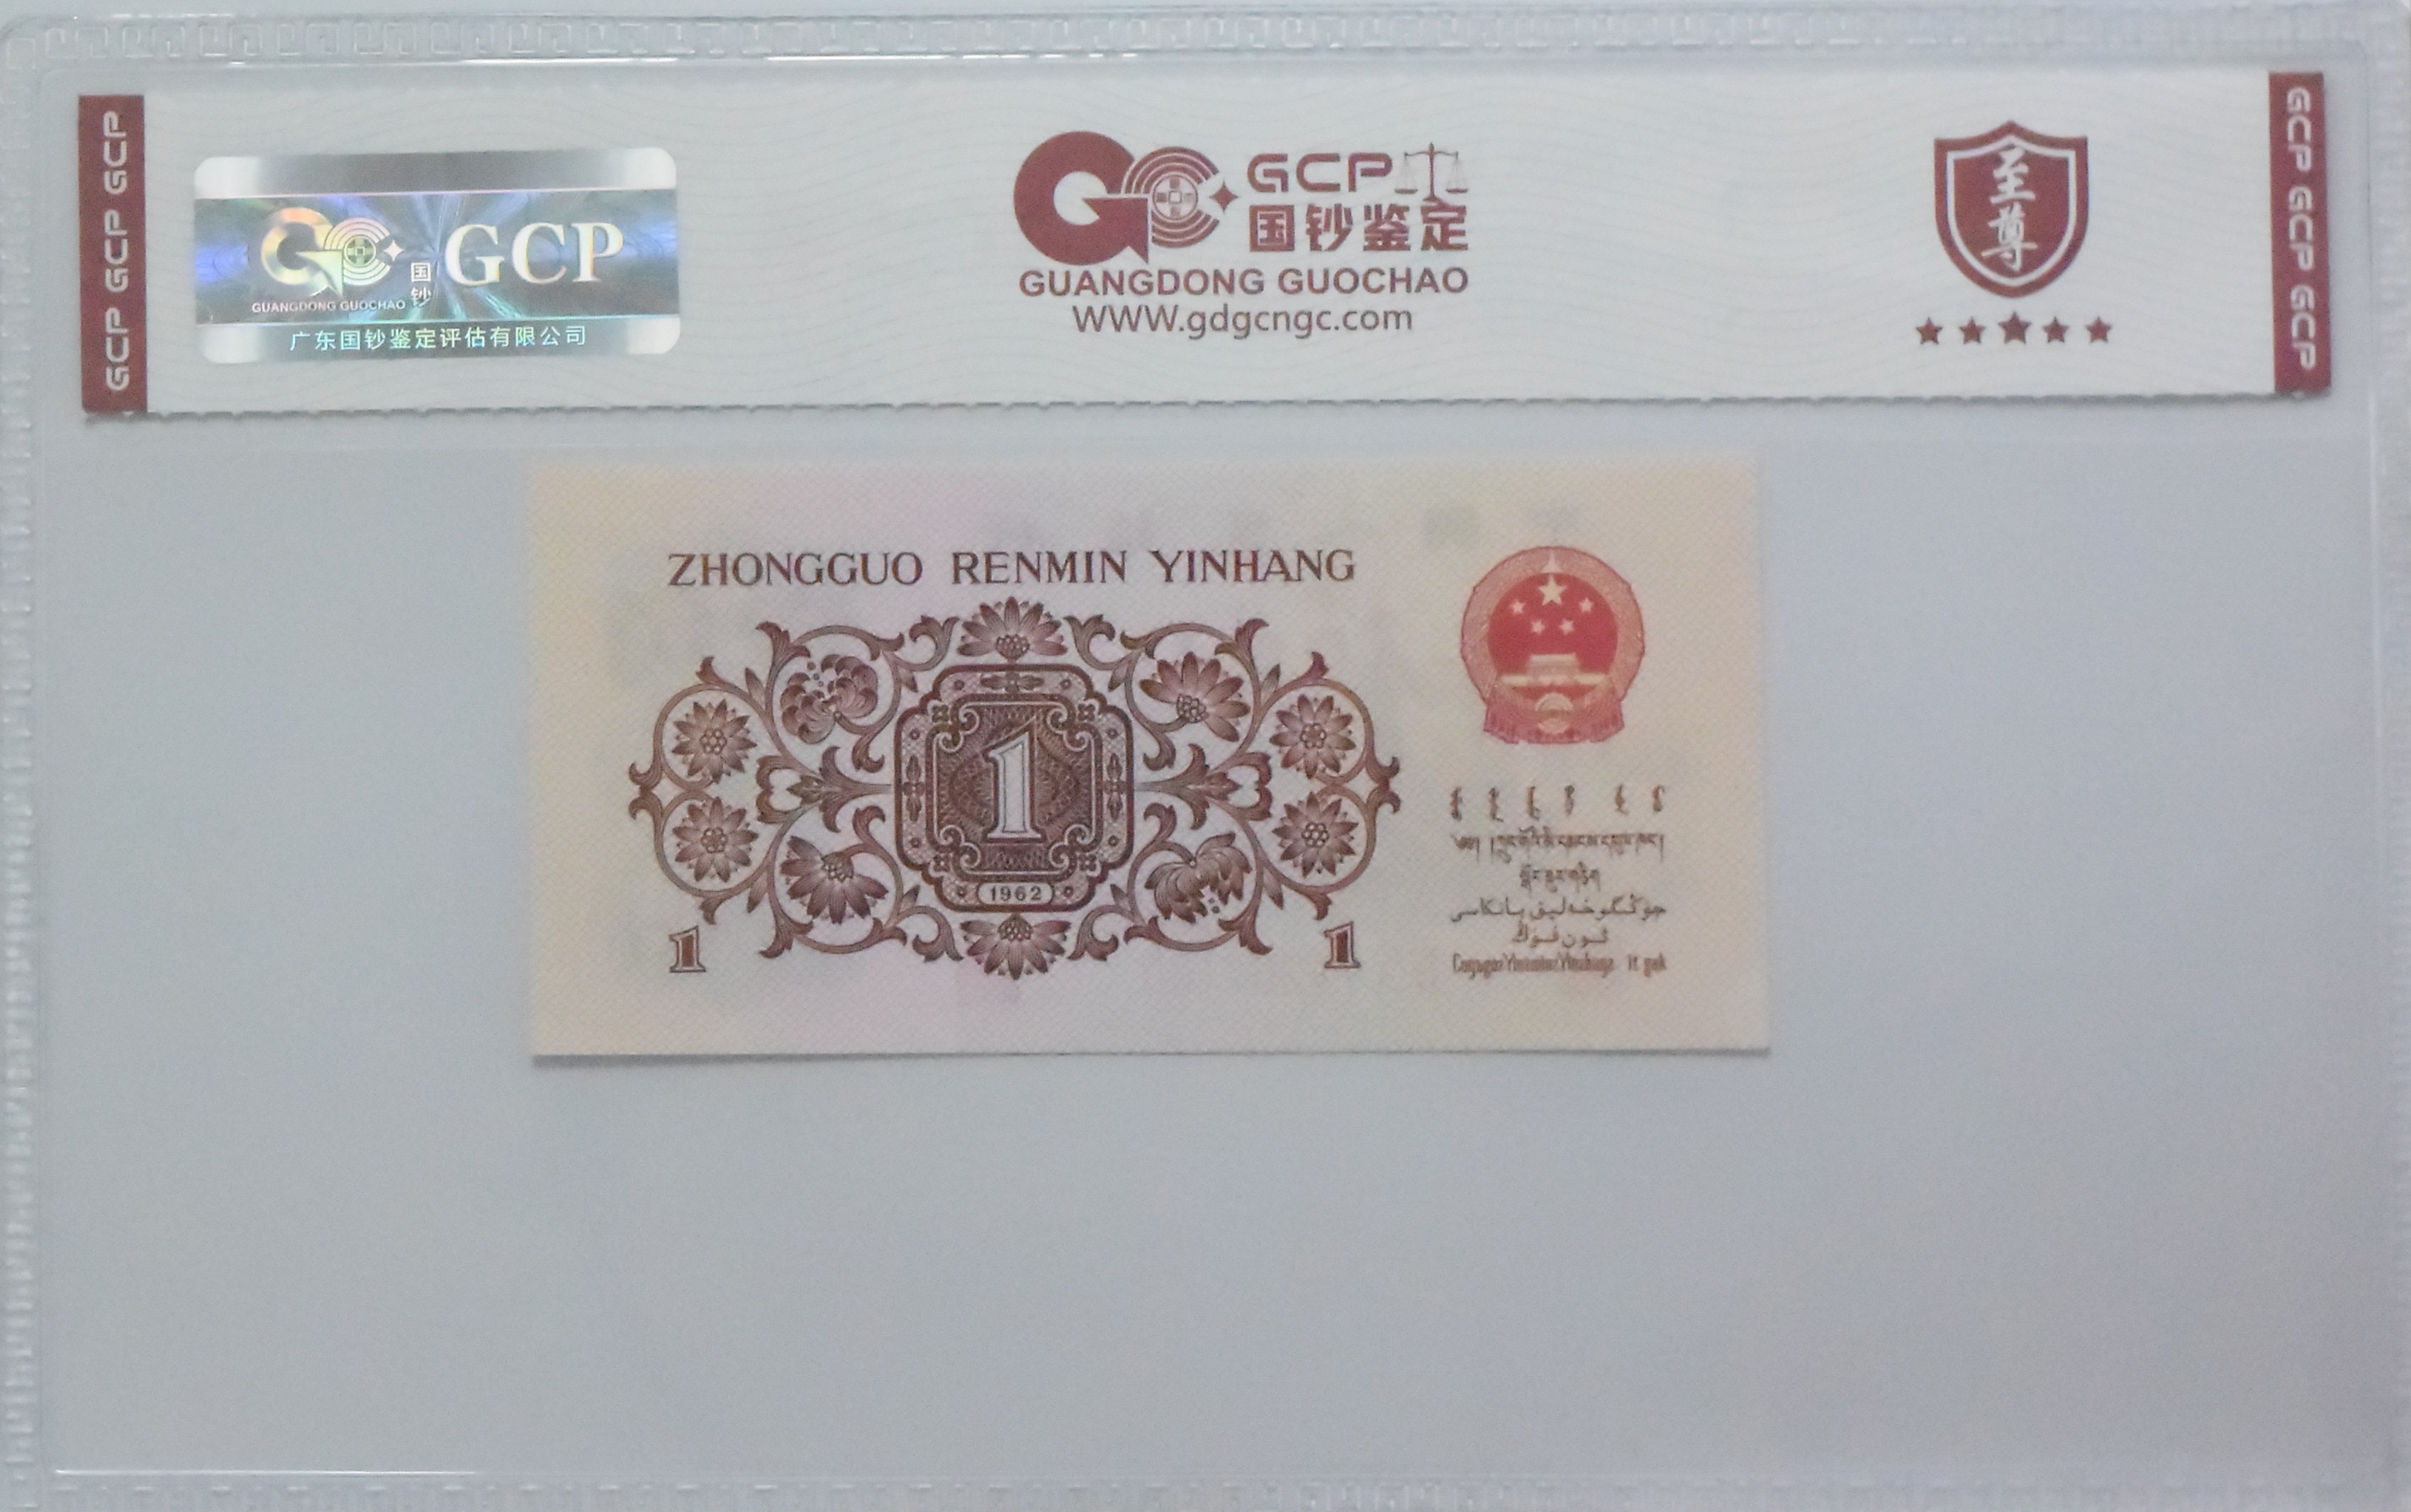 GCP GCP GCP
GCP
国钞
GUANGDONG GUOCHAO
广东国钞鉴定评估有限公司
GCP
国钞鉴定
GUANGDONG GUOCHAO
WWW.gdgcngc.com
至尊
GCP GCP GCP
ZHONGGUO RENMIN YINHANG
1
1962
1 1